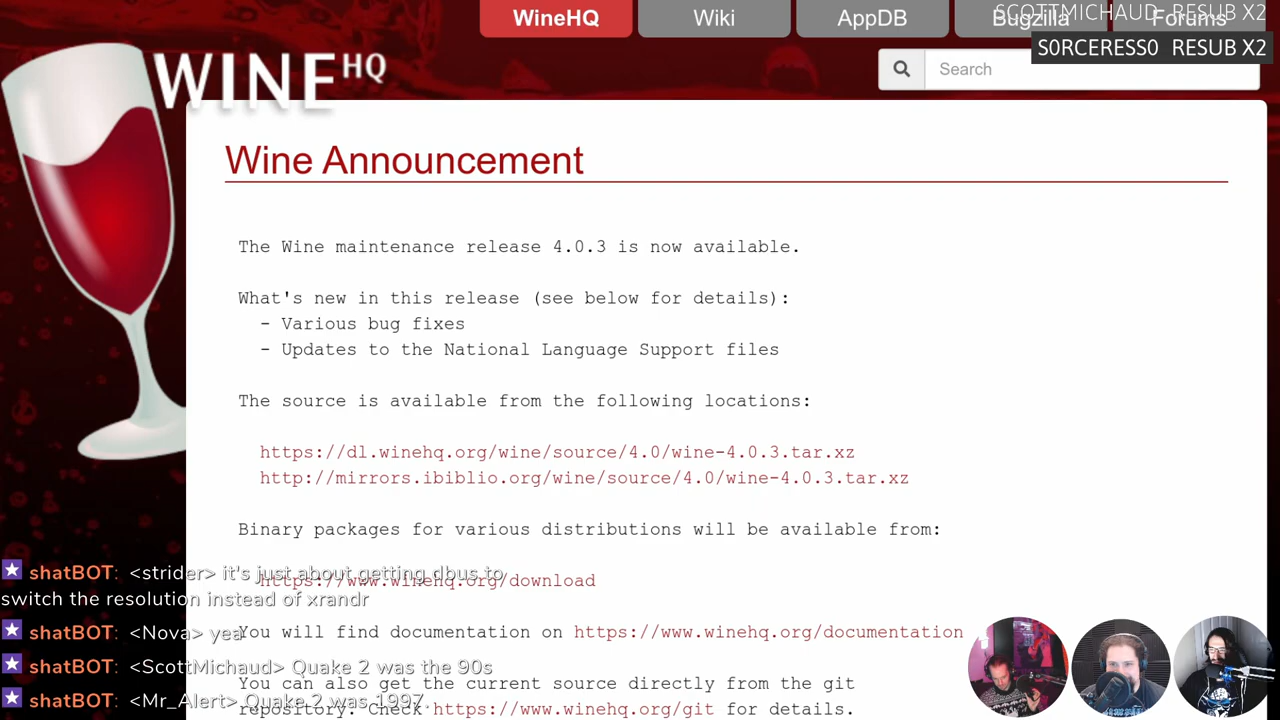 WineHQ
Wiki
AppDB
Bugzilla
Forums
SCOTTMICHAUD RESUB X2
S0RCERESS0 RESUB X2
Search
WINE HQ
Wine Announcement
The Wine maintenance release 4.0.3 is now available.
What's new in this release (see below for details):
- Various bug fixes
- Updates to the National Language Support files
The source is available from the following locations:
https://dl.winehq.org/wine/source/4.0/wine-4.0.3.tar.xz
http://mirrors.ibiblio.org/wine/source/4.0/wine-4.0.3.tar.xz
Binary packages for various distributions will be available from:
https://www.winehq.org/download
You will find documentation on https://www.winehq.org/documentation
You can also get the current source directly from the git
repository. Check https://www.winehq.org/git for details.
shatBOT: <strider> it's just about getting dbus to
switch the resolution instead of xrandr
shatBOT: <Nova> yea
shatBOT: <ScottMichaud> Quake 2 was the 90s
shatBOT: <Mr_Alert> Quake 2 was 1997.